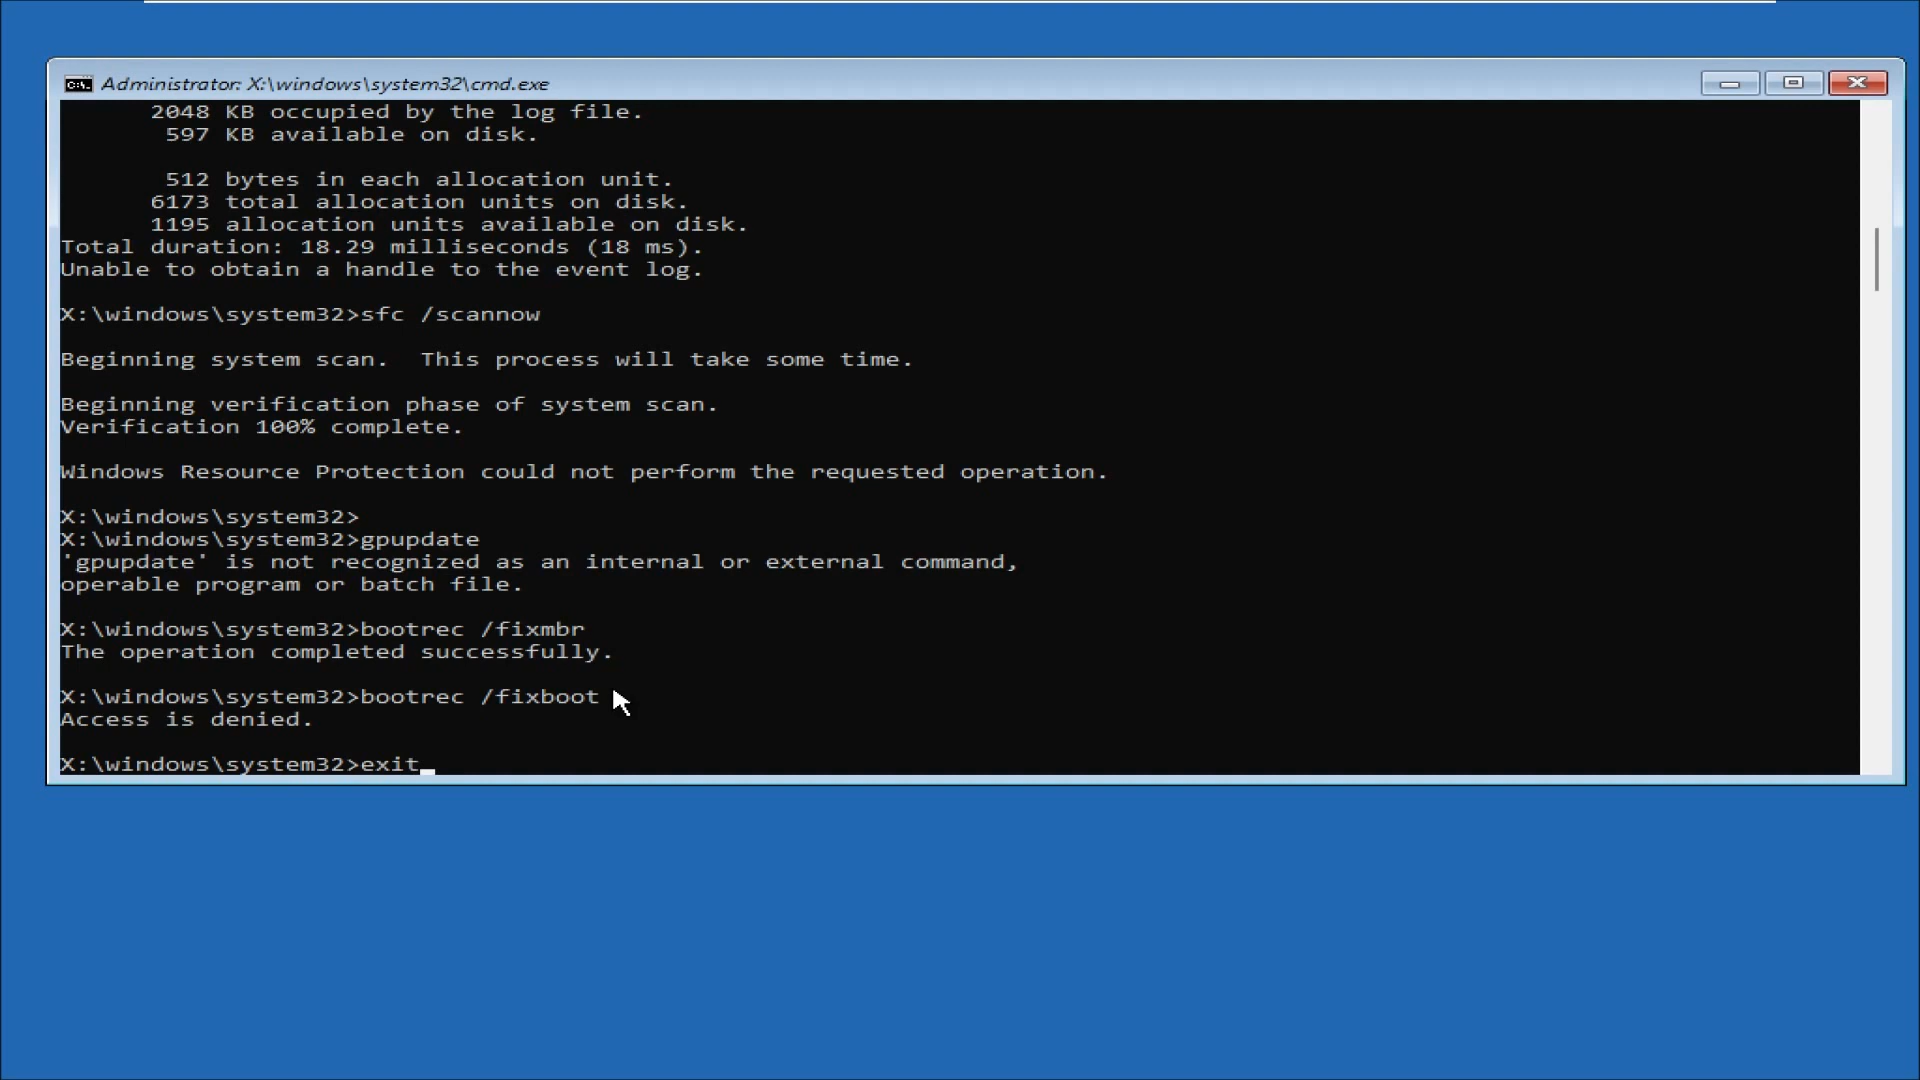 Administrator: X:\windows\system32\cmd.exe
2048 KB occupied by the log file.
597 KB available on disk.
512 bytes in each allocation unit.
6173 total allocation units on disk.
1195 allocation units available on disk.
Total duration: 18.29 milliseconds (18 ms).
Unable to obtain a handle to the event log.
X:\windows\system32>sfc /scannow
Beginning system scan.  This process will take some time.
Beginning verification phase of system scan.
Verification 100% complete.
Windows Resource Protection could not perform the requested operation.
X:\windows\system32>
X:\windows\system32>gpupdate
'gpupdate' is not recognized as an internal or external command,
operable program or batch file.
X:\windows\system32>bootrec /fixmbr
The operation completed successfully.
X:\windows\system32>bootrec /fixboot
Access is denied.
X:\windows\system32>exit_